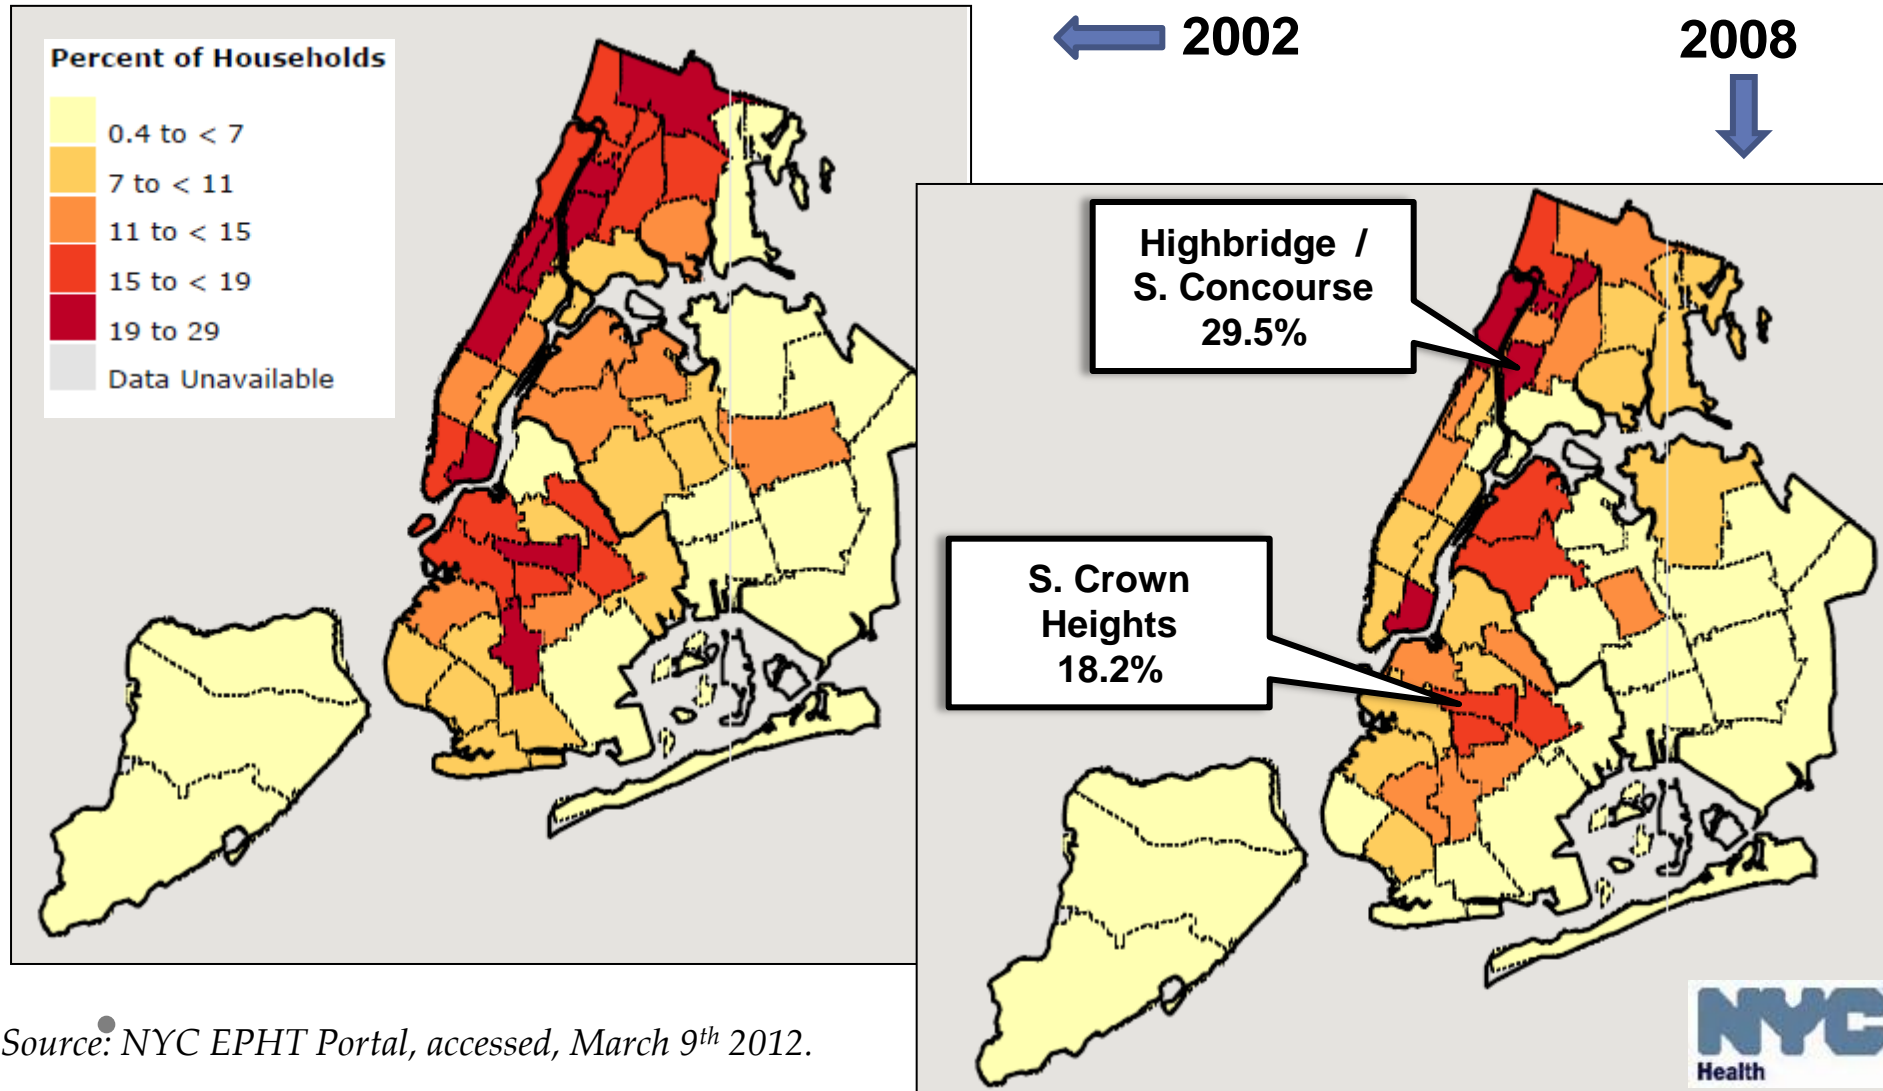 2002
2008
Percent of Households
0.4 to < 7
7 to < 11
11 to < 15
15 to < 19
19 to 29
Data Unavailable
Highbridge /
S. Concourse
29.5%
S. Crown
Heights
18.2%
Source: NYC EPHT Portal, accessed, March 9th 2012.
NYC
Health